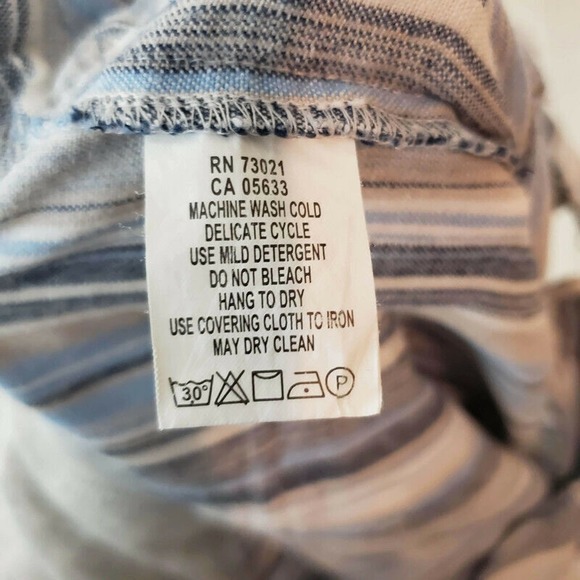 RN 73021
CA 05633
MACHINE WASH COLD
DELICATE CYCLE
USE MILD DETERGENT
DO NOT BLEACH
HANG TO DRY
USE COVERING CLOTH TO IRON
MAY DRY CLEAN
30° P